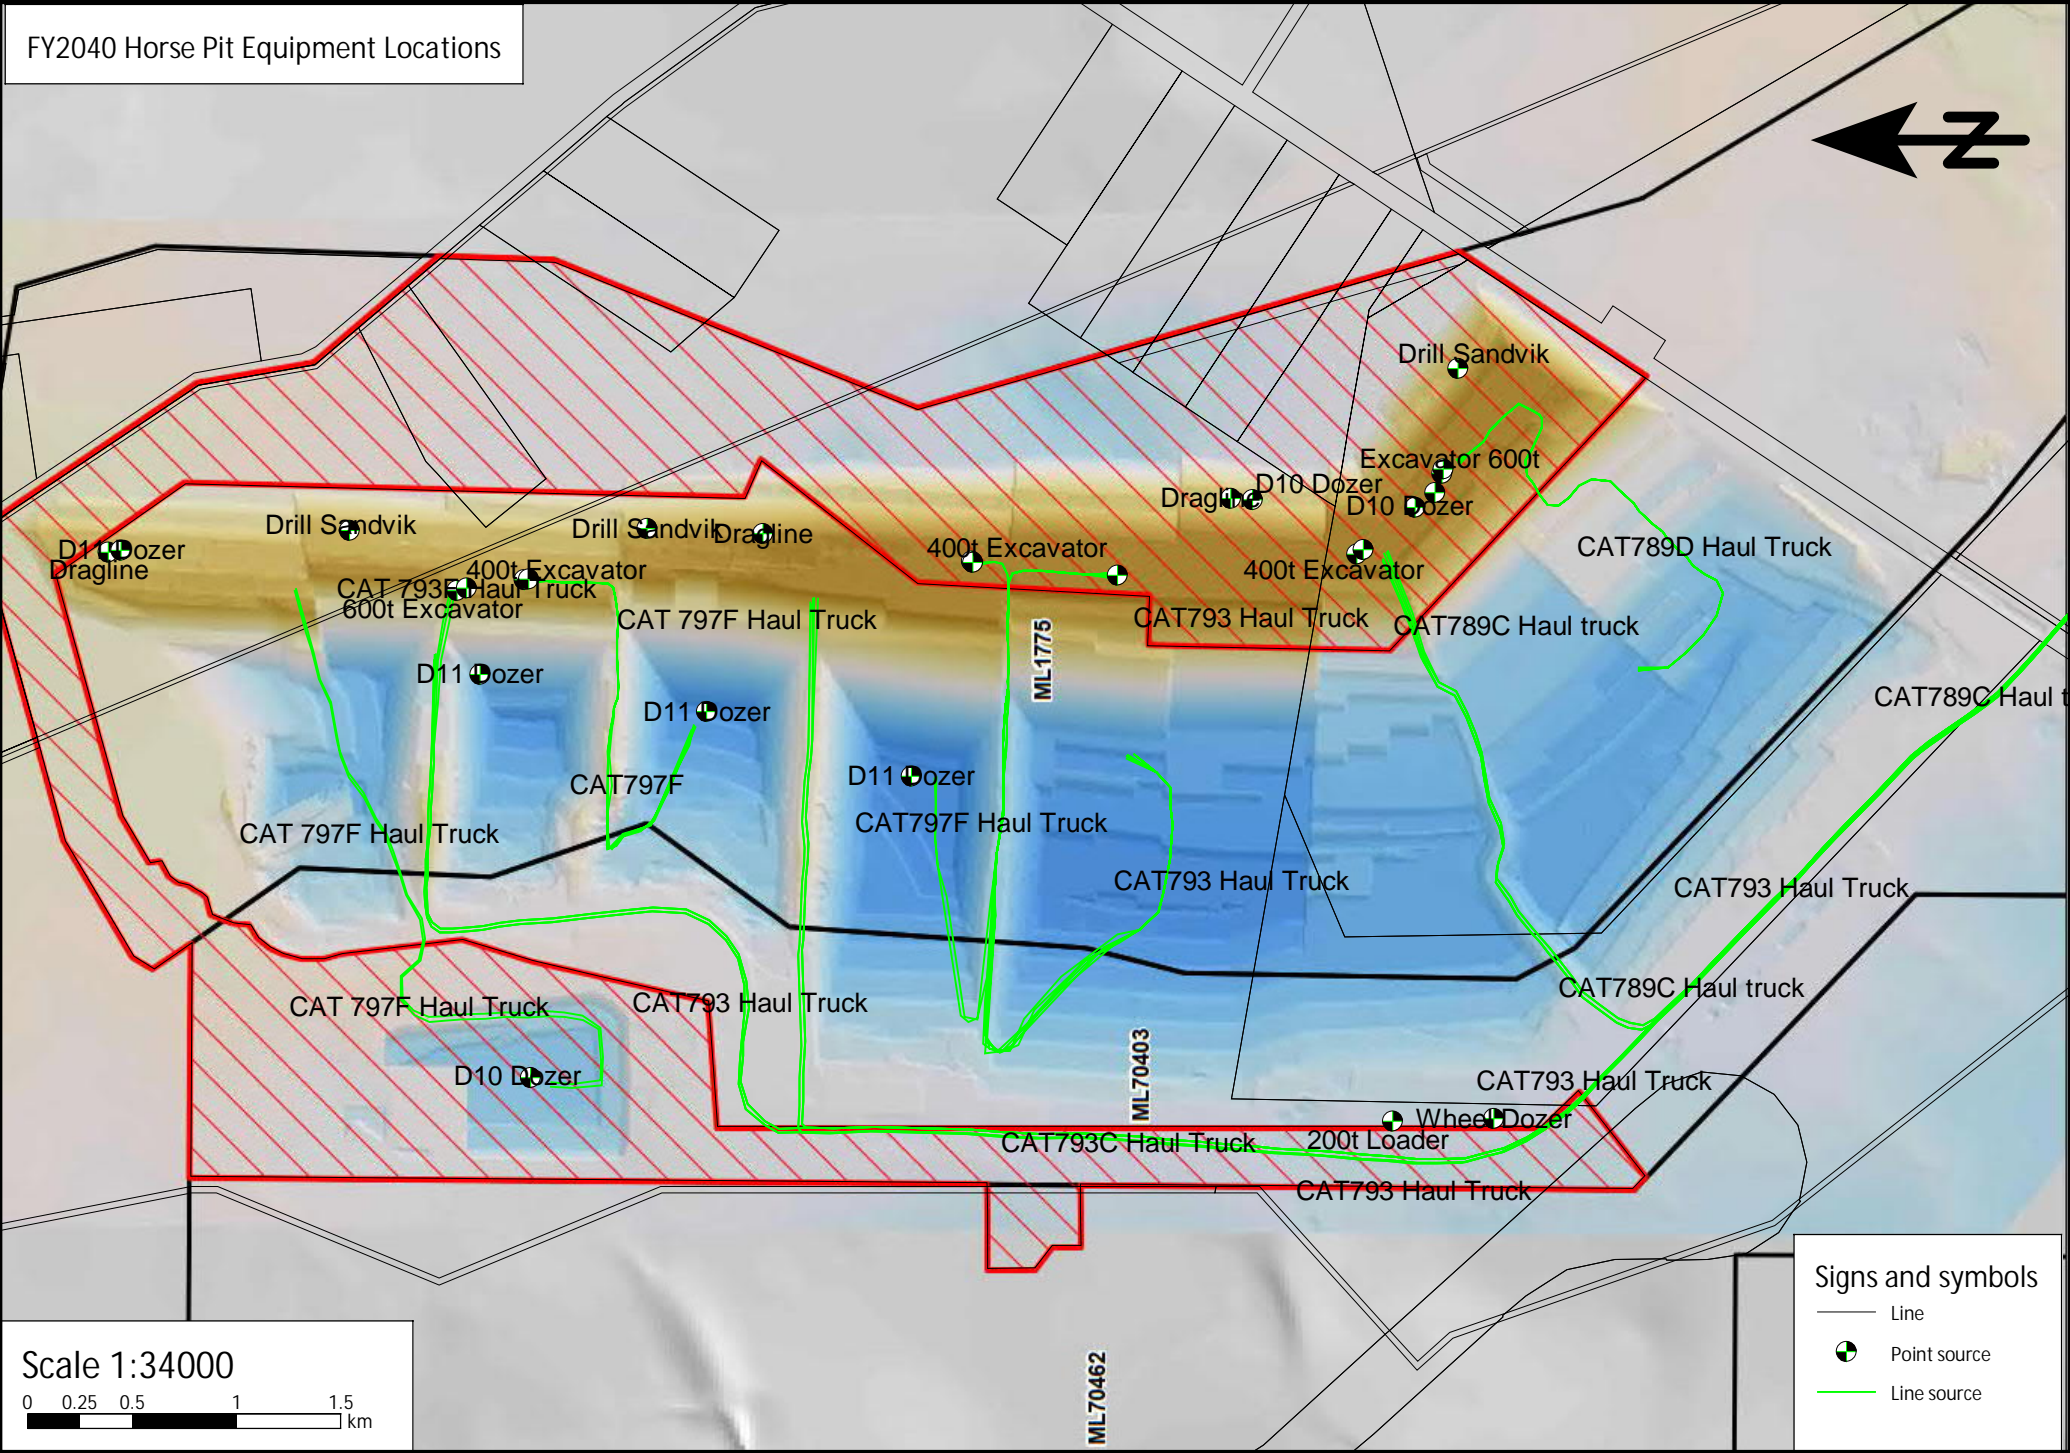 FY2040 Horse Pit Equipment Locations
Z
Drill Sandvik
Excavator 600t
D10 Dozer
Dragline
D10 Dozer
Drill Sandvik
Drill Sandvik
Dragline
D11 Dozer
Dragline
400t Excavator
400t Excavator
400t Excavator
CAT789D Haul Truck
600t Excavator
CAT 797F Haul Truck
CAT793 Haul Truck
CAT789C Haul truck
ML1775
D11 Dozer
CAT789C Haul t
D11 Dozer
CAT797F
D11 Dozer
CAT797F Haul Truck
CAT 797F Haul Truck
CAT793 Haul Truck
CAT793 Haul Truck
CAT789C Haul truck
CAT 797F Haul Truck
CAT793 Haul Truck
ML70403
D10 Dozer
CAT793 Haul Truck
Wheel Dozer
200t Loader
CAT793C Haul Truck
CAT793 Haul Truck
ML70462
Signs and symbols
Line
Point source
Line source
Scale 1:34000
0 0.25 0.5 1 1.5
km